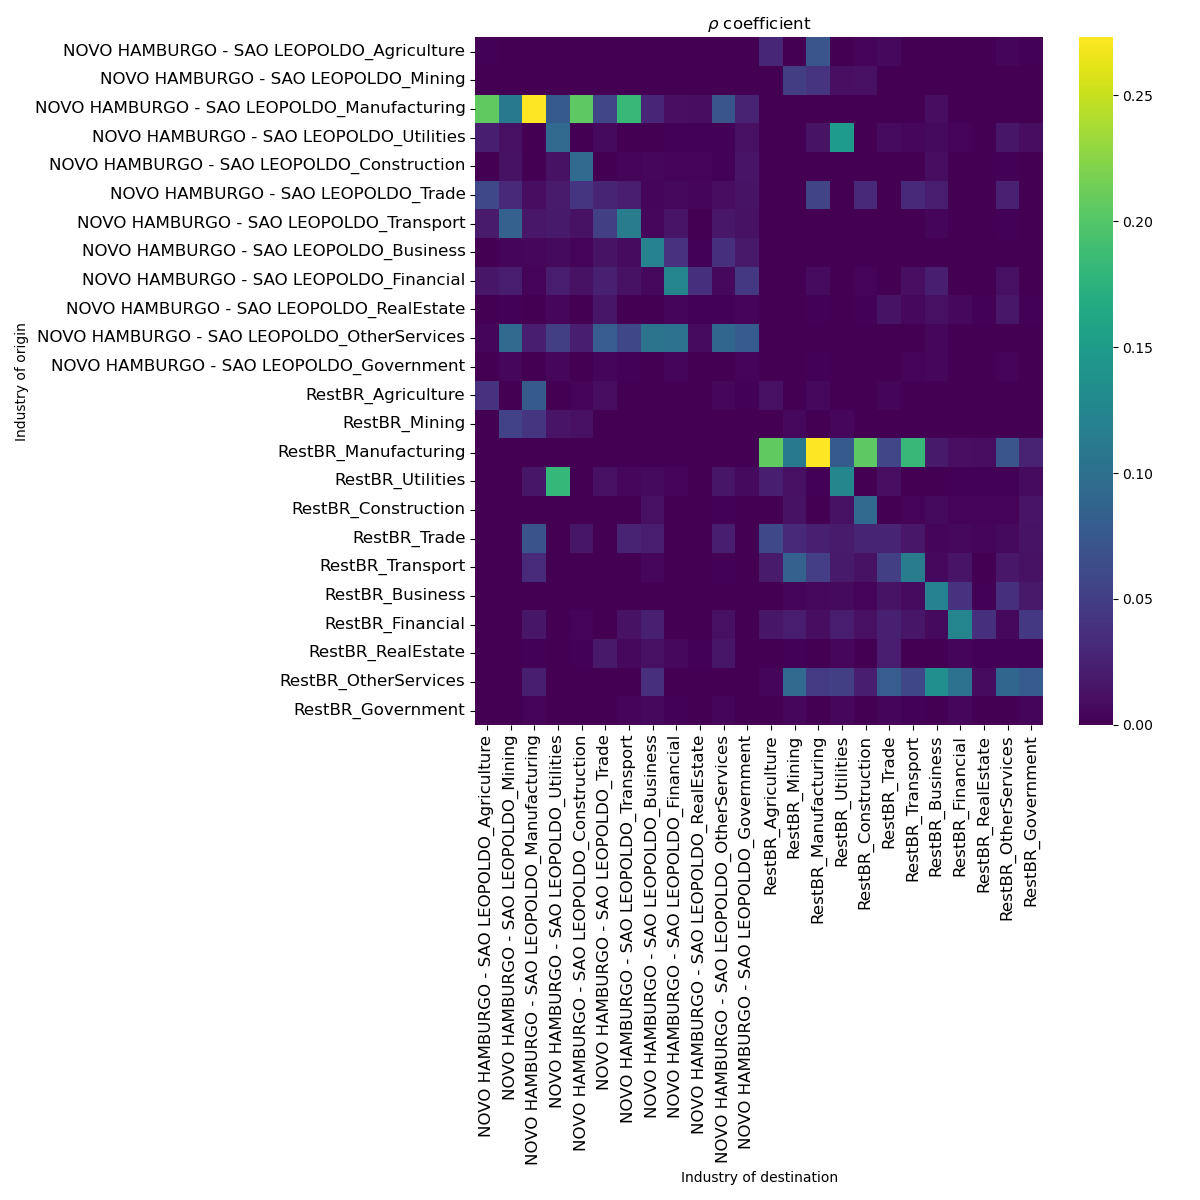 ρ coefficient
NOVO HAMBURGO - SAO LEOPOLDO_Agriculture
NOVO HAMBURGO - SAO LEOPOLDO_Mining
NOVO HAMBURGO - SAO LEOPOLDO_Manufacturing
NOVO HAMBURGO - SAO LEOPOLDO_Utilities
NOVO HAMBURGO - SAO LEOPOLDO_Construction
NOVO HAMBURGO - SAO LEOPOLDO_Trade
NOVO HAMBURGO - SAO LEOPOLDO_Transport
NOVO HAMBURGO - SAO LEOPOLDO_Business
NOVO HAMBURGO - SAO LEOPOLDO_Financial
NOVO HAMBURGO - SAO LEOPOLDO_RealEstate
NOVO HAMBURGO - SAO LEOPOLDO_OtherServices
NOVO HAMBURGO - SAO LEOPOLDO_Government
RestBR_Agriculture
RestBR_Mining
RestBR_Manufacturing
RestBR_Utilities
RestBR_Construction
RestBR_Trade
RestBR_Transport
RestBR_Business
RestBR_Financial
RestBR_RealEstate
RestBR_OtherServices
RestBR_Government
Industry of origin
0.25
0.20
0.15
0.10
0.05
0.00
NOVO HAMBURGO - SAO LEOPOLDO_Agriculture
NOVO HAMBURGO - SAO LEOPOLDO_Mining
NOVO HAMBURGO - SAO LEOPOLDO_Manufacturing
NOVO HAMBURGO - SAO LEOPOLDO_Utilities
NOVO HAMBURGO - SAO LEOPOLDO_Construction
NOVO HAMBURGO - SAO LEOPOLDO_Trade
NOVO HAMBURGO - SAO LEOPOLDO_Transport
NOVO HAMBURGO - SAO LEOPOLDO_Business
NOVO HAMBURGO - SAO LEOPOLDO_Financial
NOVO HAMBURGO - SAO LEOPOLDO_RealEstate
NOVO HAMBURGO - SAO LEOPOLDO_OtherServices
NOVO HAMBURGO - SAO LEOPOLDO_Government
RestBR_Agriculture
RestBR_Mining
RestBR_Manufacturing
RestBR_Utilities
RestBR_Construction
RestBR_Trade
RestBR_Transport
RestBR_Business
RestBR_Financial
RestBR_RealEstate
RestBR_OtherServices
RestBR_Government
Industry of destination